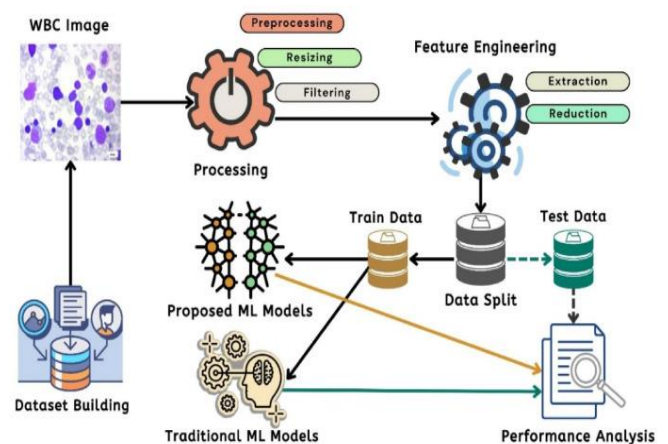 WBC Image
Preprocessing
Resizing
Filtering
Processing
Feature Engineering
Extraction
Reduction
Train Data
Test Data
Data Split
Proposed ML Models
Dataset Building
Traditional ML Models
Performance Analysis